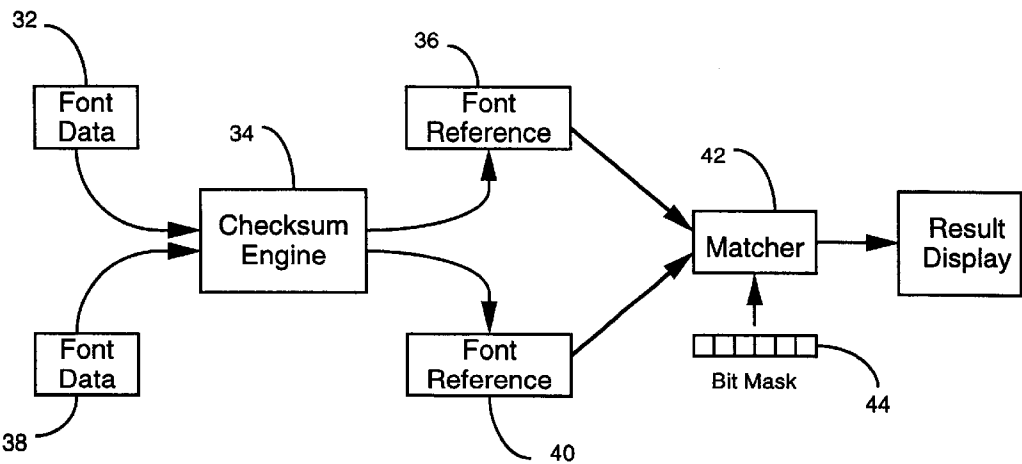 32
Font
Data
34
Checksum
Engine
36
Font
Reference
42
Matcher
Result
Display
38
Font
Data
Font
Reference
40
Bit Mask
44